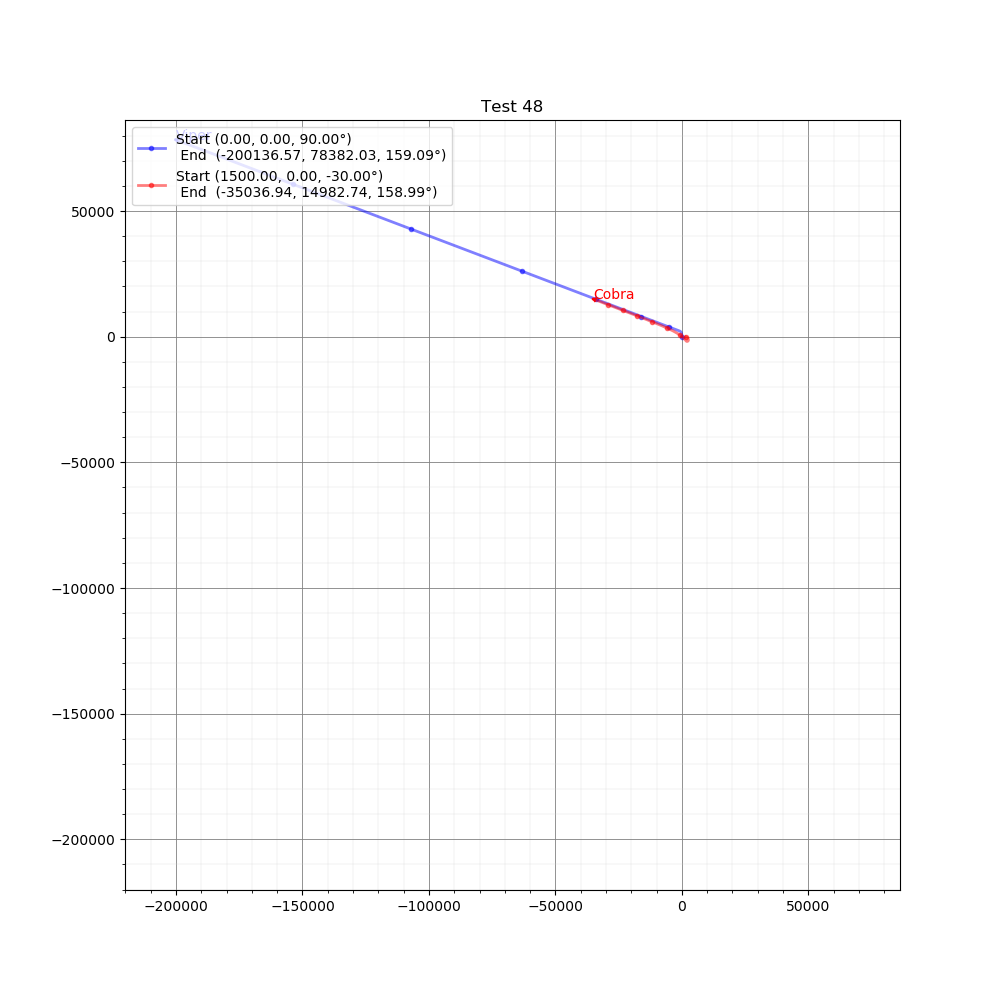 Test 48
Viper
Start (0.00, 0.00, 90.00°)
End (-200136.57, 78382.03, 159.09°)
Start (1500.00, 0.00, -30.00°)
End (-35036.94, 14982.74, 158.99°)
50000
Cobra
0
−50000
−100000
−150000
−200000
−200000 −150000 −100000 −50000 0 50000